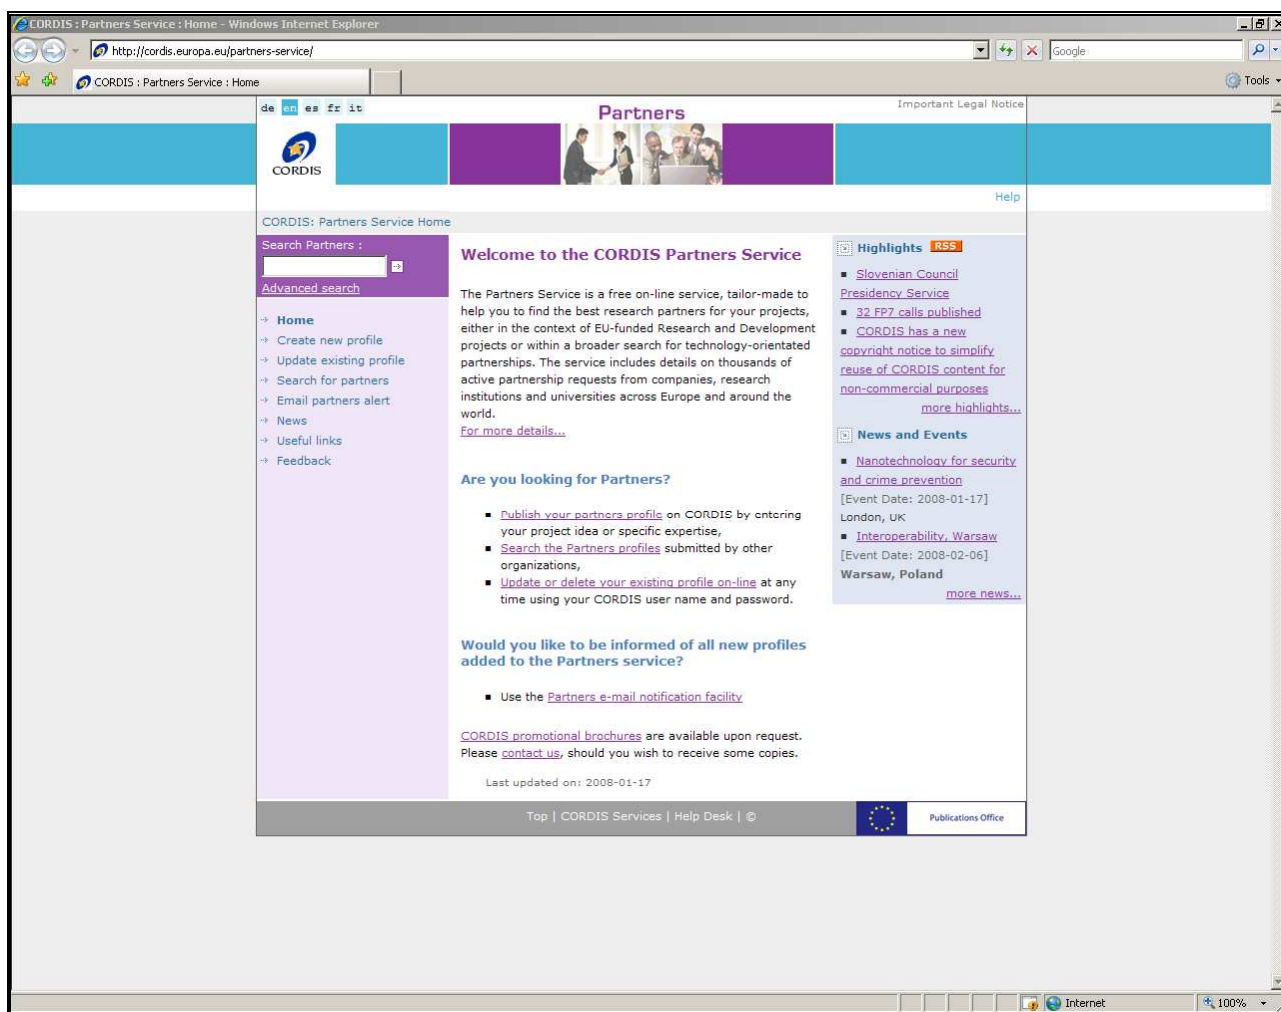 CORDIS : Partners Service : Home - Windows Internet Explorer
http://cordis.europa.eu/partners-service/
Google
CORDIS : Partners Service : Home
Tools
de en es fr it
Partners
Important Legal Notice
CORDIS
Help
CORDIS: Partners Service Home
Search Partners :
Advanced search
Home
Create new profile
Update existing profile
Search for partners
Email partners alert
News
Useful links
Feedback
Welcome to the CORDIS Partners Service
The Partners Service is a free on-line service, tailor-made to
help you to find the best research partners for your projects,
either in the context of EU-funded Research and Development
projects or within a broader search for technology-orientated
partnerships. The service includes details on thousands of
active partnership requests from companies, research
institutions and universities across Europe and around the
world.
For more details...
Are you looking for Partners?
Publish your partners profile on CORDIS by entering
your project idea or specific expertise,
Search the Partners profiles submitted by other
organizations,
Update or delete your existing profile on-line at any
time using your CORDIS user name and password.
Would you like to be informed of all new profiles
added to the Partners service?
Use the Partners e-mail notification facility
CORDIS promotional brochures are available upon request.
Please contact us, should you wish to receive some copies.
Last updated on: 2008-01-17
Highlights RSS
Slovenian Council
Presidency Service
32 FP7 calls published
CORDIS has a new
copyright notice to simplify
reuse of CORDIS content for
non-commercial purposes
more highlights...
News and Events
Nanotechnology for security
and crime prevention
[Event Date: 2008-01-17]
London, UK
Interoperability, Warsaw
[Event Date: 2008-02-06]
Warsaw, Poland
more news...
Top | CORDIS Services | Help Desk | ©
Publications Office
Internet
100%